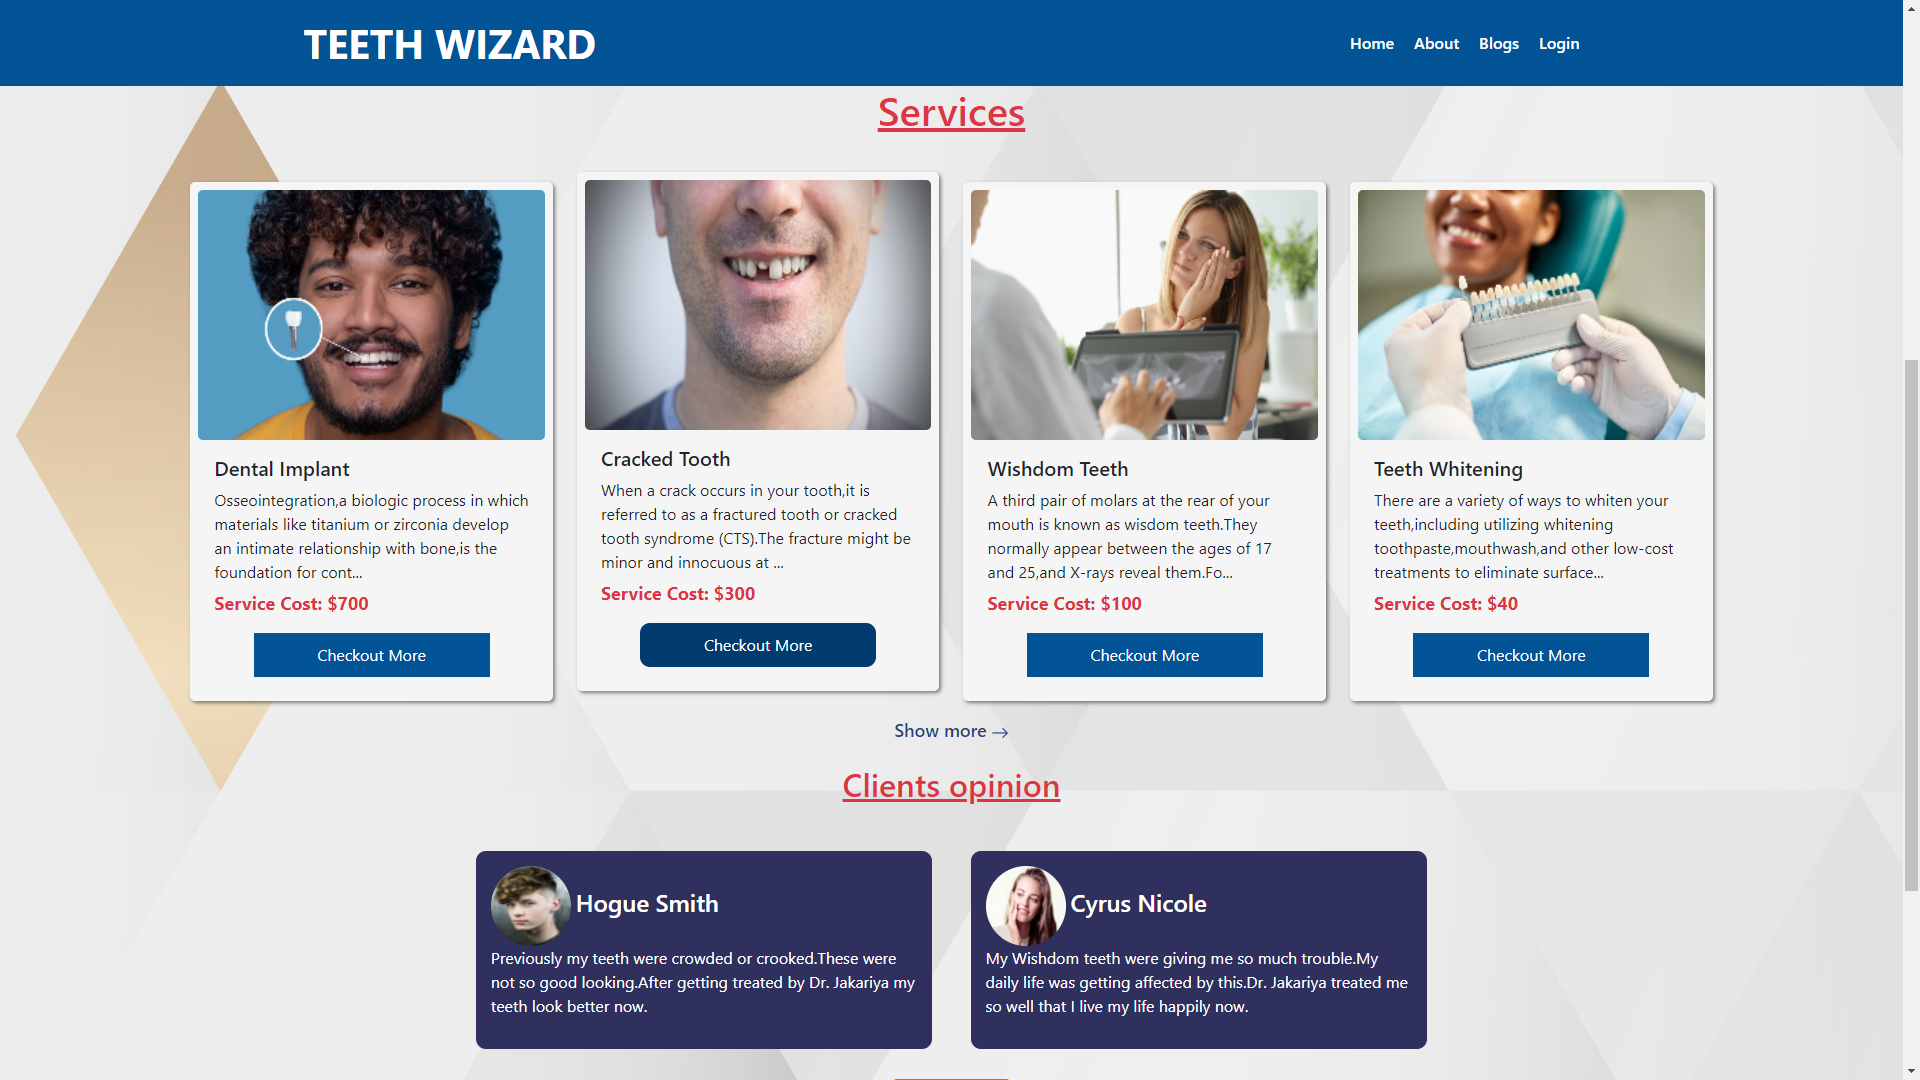 TEETH WIZARD
Home About Blogs Login
Services
Dental Implant
Osseointegration,a biologic process in which
materials like titanium or zirconia develop
an intimate relationship with bone,is the
foundation for cont...
Service Cost: $700
Checkout More
Cracked Tooth
When a crack occurs in your tooth,it is
referred to as a fractured tooth or cracked
tooth syndrome (CTS).The fracture might be
minor and innocuous at ...
Service Cost: $300
Checkout More
Wishdom Teeth
A third pair of molars at the rear of your
mouth is known as wisdom teeth.They
normally appear between the ages of 17
and 25,and X-rays reveal them.Fo...
Service Cost: $100
Checkout More
Teeth Whitening
There are a variety of ways to whiten your
teeth,including utilizing whitening
toothpaste,mouthwash,and other low-cost
treatments to eliminate surface...
Service Cost: $40
Checkout More
Show more →
Clients opinion
Hogue Smith
Previously my teeth were crowded or crooked.These were
not so good looking.After getting treated by Dr. Jakariya my
teeth look better now.
Cyrus Nicole
My Wishdom teeth were giving me so much trouble.My
daily life was getting affected by this.Dr. Jakariya treated me
so well that I live my life happily now.